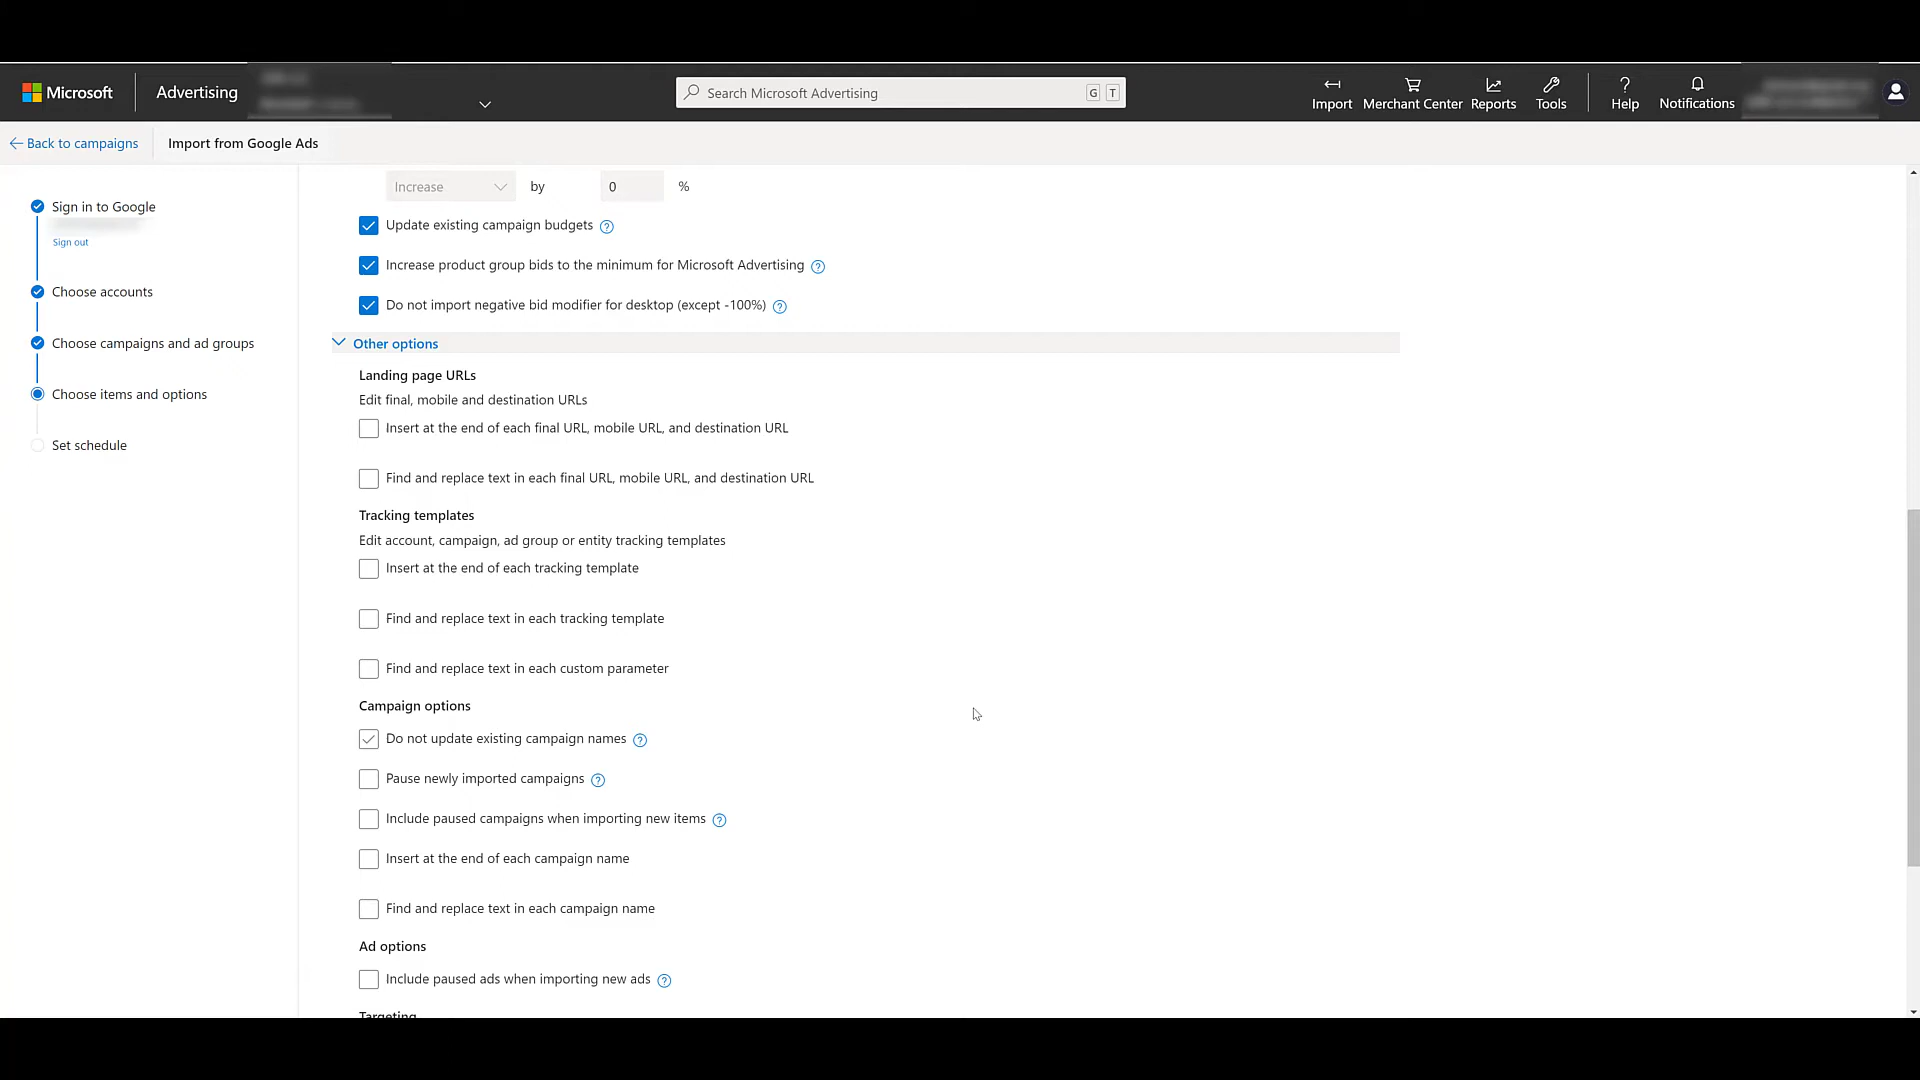 Microsoft
Advertising
Search Microsoft Advertising
G T
Import
Merchant Center
Reports
Tools
Help
Notifications
Back to campaigns
Import from Google Ads
Sign in to Google
Sign out
Choose accounts
Choose campaigns and ad groups
Choose items and options
Set schedule
Increase by 0 %
Update existing campaign budgets
Increase product group bids to the minimum for Microsoft Advertising
Do not import negative bid modifier for desktop (except -100%)
Other options
Landing page URLs
Edit final, mobile and destination URLs
Insert at the end of each final URL, mobile URL, and destination URL
Find and replace text in each final URL, mobile URL, and destination URL
Tracking templates
Edit account, campaign, ad group or entity tracking templates
Insert at the end of each tracking template
Find and replace text in each tracking template
Find and replace text in each custom parameter
Campaign options
Do not update existing campaign names
Pause newly imported campaigns
Include paused campaigns when importing new items
Insert at the end of each campaign name
Find and replace text in each campaign name
Ad options
Include paused ads when importing new ads
Targeting